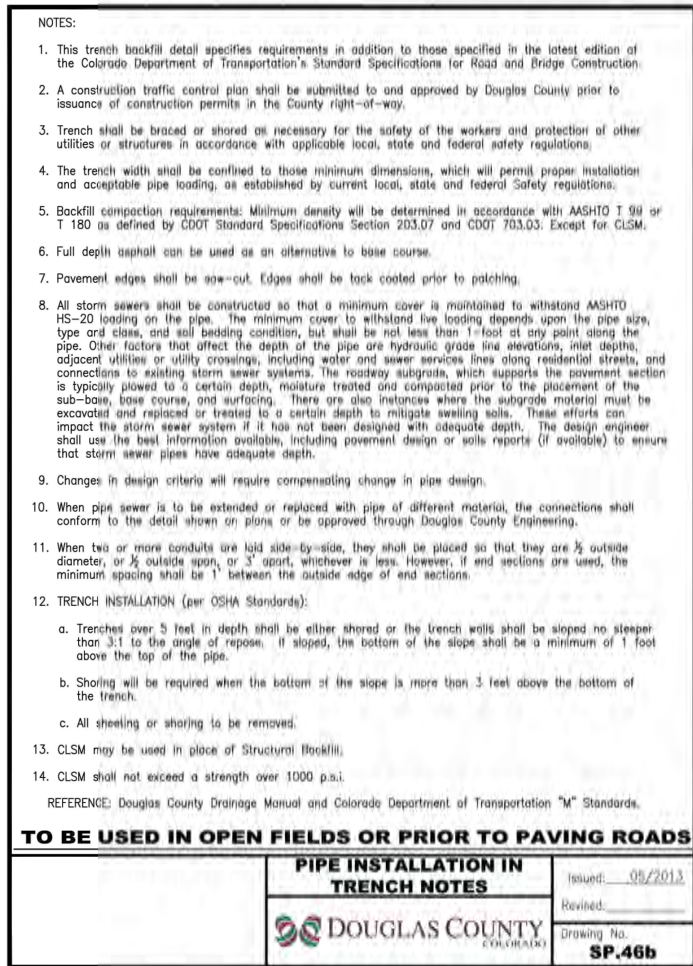 NOTES:
1. This trench backfill detail specifies requirements in addition to those specified in the latest edition of
the Colorado Department of Transportation's Standard Specifications for Road and Bridge Construction.
2. A construction traffic control plan shall be submitted to and approved by Douglas County prior to
issuance of construction permits in the County right-of-way.
3. Trench shall be braced or shored as necessary for the safety of the workers and protection of other
utilities or structures in accordance with applicable local, state and federal safety regulations.
4. The trench width shall be confined to those minimum dimensions, which will permit proper installation
and acceptable pipe loading, as established by current local, state and federal Safety regulations.
5. Backfill compaction requirements: Minimum density will be determined in accordance with AASHTO T 99 or
T 180 as defined by CDOT Standard Specifications Section 203.07 and CDOT 703.03. Except for CLSM.
6. Full depth asphalt can be used as an alternative to base course.
7. Pavement edges shall be saw-cut. Edges shall be tack coated prior to patching.
8. All storm sewers shall be constructed so that a minimum cover is maintained to withstand AASHTO
HS-20 loading on the pipe. The minimum cover to withstand live loading depends upon the pipe size,
type and class, and soil bedding condition, but shall be not less than 1 foot at any point along the
pipe. Other factors that affect the depth of the pipe are hydraulic grade line elevations, inlet depths,
adjacent utilities or utility crossings, including water and sewer services lines along residential streets, and
connections to existing storm sewer systems. The roadway subgrade, which supports the pavement section
is typically plowed to a certain depth, moisture treated and compacted prior to the placement of the
sub-base, base course, and surfacing. There are also instances where the subgrade material must be
excavated and replaced or treated to a certain depth to mitigate swelling soils. These efforts can
impact the storm sewer system if it has not been designed with adequate depth. The design engineer
shall use the best information available, including pavement design or soils reports (if available) to ensure
that storm sewer pipes have adequate depth.
9. Changes in design criteria will require compensating change in pipe design.
10. When pipe sewer is to be extended or replaced with pipe of different material, the connections shall
conform to the detail shown on plans or be approved through Douglas County Engineering.
11. When two or more conduits are laid side-by-side, they shall be placed so that they are ½ outside
diameter, or ½ outside span, or 3' apart, whichever is less. However, if end sections are used, the
minimum spacing shall be 1' between the outside edge of end sections.
12. TRENCH INSTALLATION (per OSHA Standards):
a. Trenches over 5 feet in depth shall be either shored or the trench walls shall be sloped no steeper
than 3:1 to the angle of repose. If sloped, the bottom of the slope shall be a minimum of 1 foot
above the top of the pipe.
b. Shoring will be required when the bottom of the slope is more than 3 feet above the bottom of
the trench.
c. All sheeting or shoring to be removed.
13. CLSM may be used in place of Structural Backfill.
14. CLSM shall not exceed a strength over 1000 p.s.i.
REFERENCE: Douglas County Drainage Manual and Colorado Department of Transportation "M" Standards.
TO BE USED IN OPEN FIELDS OR PRIOR TO PAVING ROADS
PIPE INSTALLATION IN
TRENCH NOTES
DOUGLAS COUNTY
COLORADO
Issued: 05/2013
Revised:
Drawing No.
SP.46b